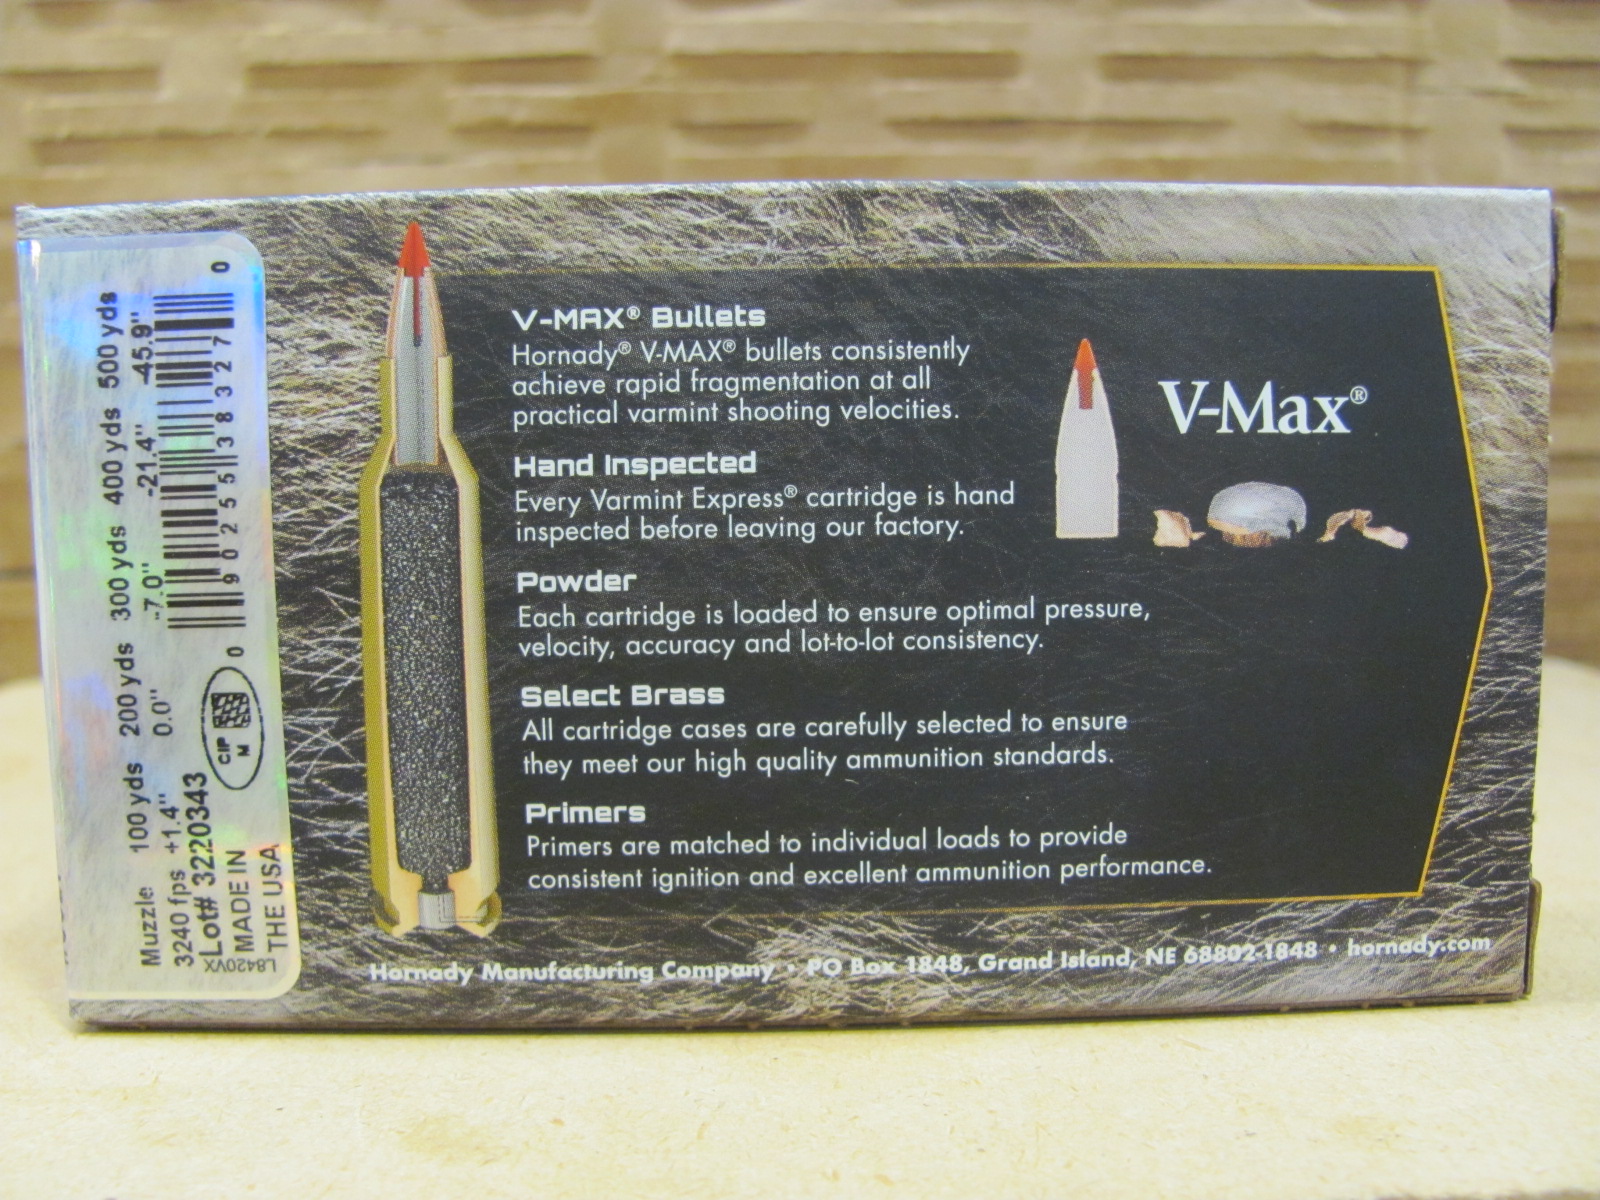 Muzzle: 100 yds 200 yds 300 yds 400 yds 500 yds
3240 fps +1.4" 0.0" -7.0" -21.4" -45.9"
Lot# 3220343
MADE IN
THE USA
L8420VX
CIP
M
0 90255 38327 0
V-MAX® Bullets
Hornady® V-MAX® bullets consistently
achieve rapid fragmentation at all
practical varmint shooting velocities.
Hand Inspected
Every Varmint Express® cartridge is hand
inspected before leaving our factory.
Powder
Each cartridge is loaded to ensure optimal pressure,
velocity, accuracy and lot-to-lot consistency.
Select Brass
All cartridge cases are carefully selected to ensure
they meet our high quality ammunition standards.
Primers
Primers are matched to individual loads to provide
consistent ignition and excellent ammunition performance.
V-Max®
Hornady Manufacturing Company • PO Box 1848, Grand Island, NE 68802-1848 • hornady.com